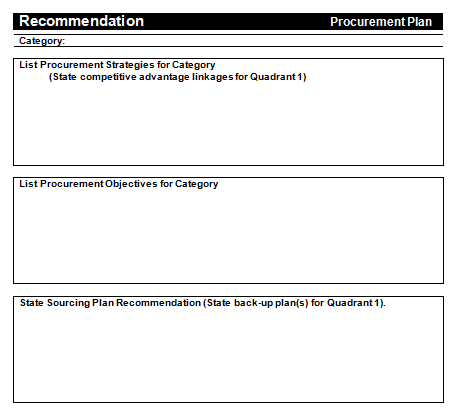 Recommendation Procurement Plan
Category:
List Procurement Strategies for Category
(State competitive advantage linkages for Quadrant 1)
List Procurement Objectives for Category
State Sourcing Plan Recommendation (State back-up plan(s) for Quadrant 1).